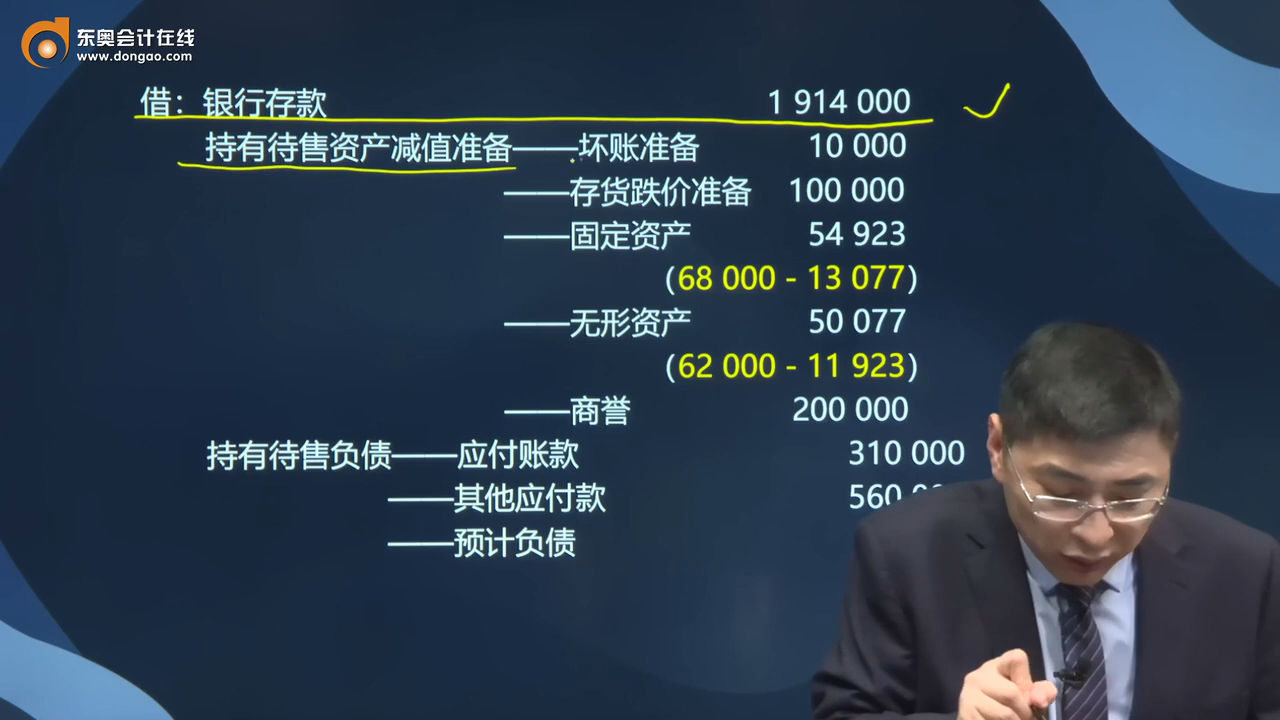 东奥会计在线
www.dongao.com
借：银行存款 1 914 000
持有待售资产减值准备——坏账准备 10 000
——存货跌价准备 100 000
——固定资产 54 923
(68 000 - 13 077)
——无形资产 50 077
(62 000 - 11 923)
——商誉 200 000
持有待售负债——应付账款 310 000
——其他应付款 560
——预计负债